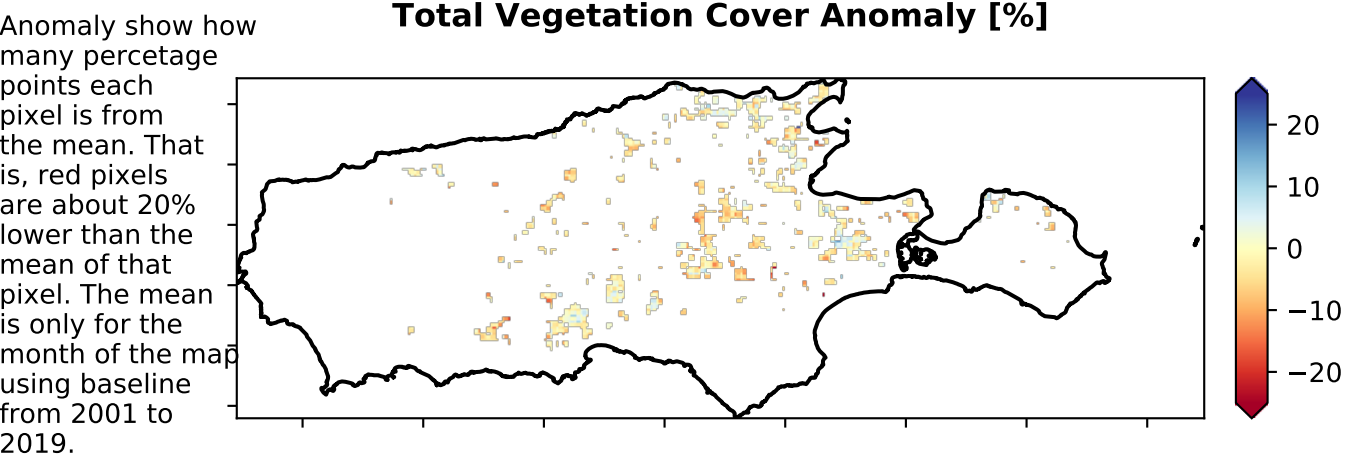 Total Vegetation Cover Anomaly [%]
Anomaly show how
many percetage
points each
pixel is from
the mean. That
is, red pixels
are about 20%
lower than the
mean of that
pixel. The mean
is only for the
month of the map
using baseline
from 2001 to
2019.
20
10
0
−10
−20